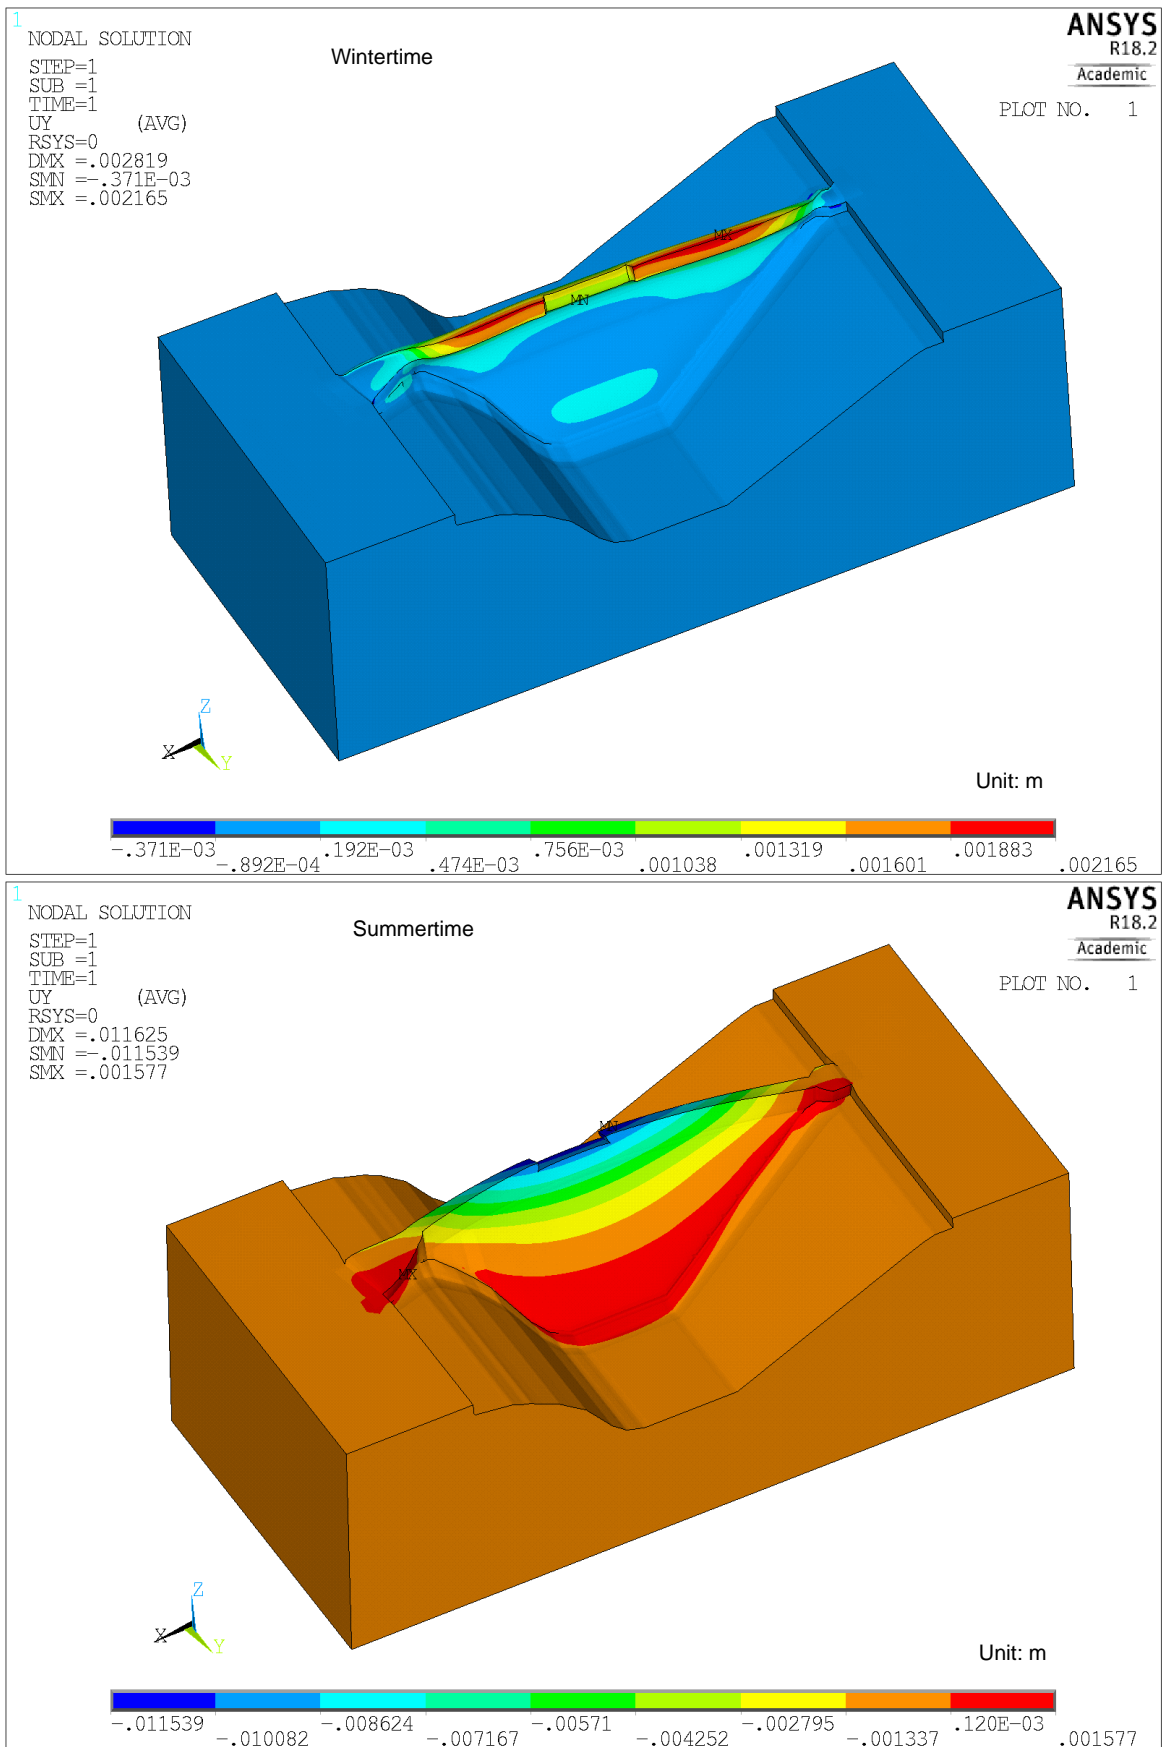 1
NODAL SOLUTION
STEP=1
SUB =1
TIME=1
UY (AVG)
RSYS=0
DMX =.002819
SMN =-.371E-03
SMX =.002165
Wintertime
ANSYS
R18.2
Academic
PLOT NO. 1
MX
MN
Z
X
Y
Unit: m
-.371E-03 -.892E-04 .192E-03 .474E-03 .756E-03 .001038 .001319 .001601 .001883 .002165
1
NODAL SOLUTION
STEP=1
SUB =1
TIME=1
UY (AVG)
RSYS=0
DMX =.011625
SMN =-.011539
SMX =.001577
Summertime
ANSYS
R18.2
Academic
PLOT NO. 1
MN
MX
Z
X
Y
Unit: m
-.011539 -.010082 -.008624 -.007167 -.00571 -.004252 -.002795 -.001337 .120E-03 .001577